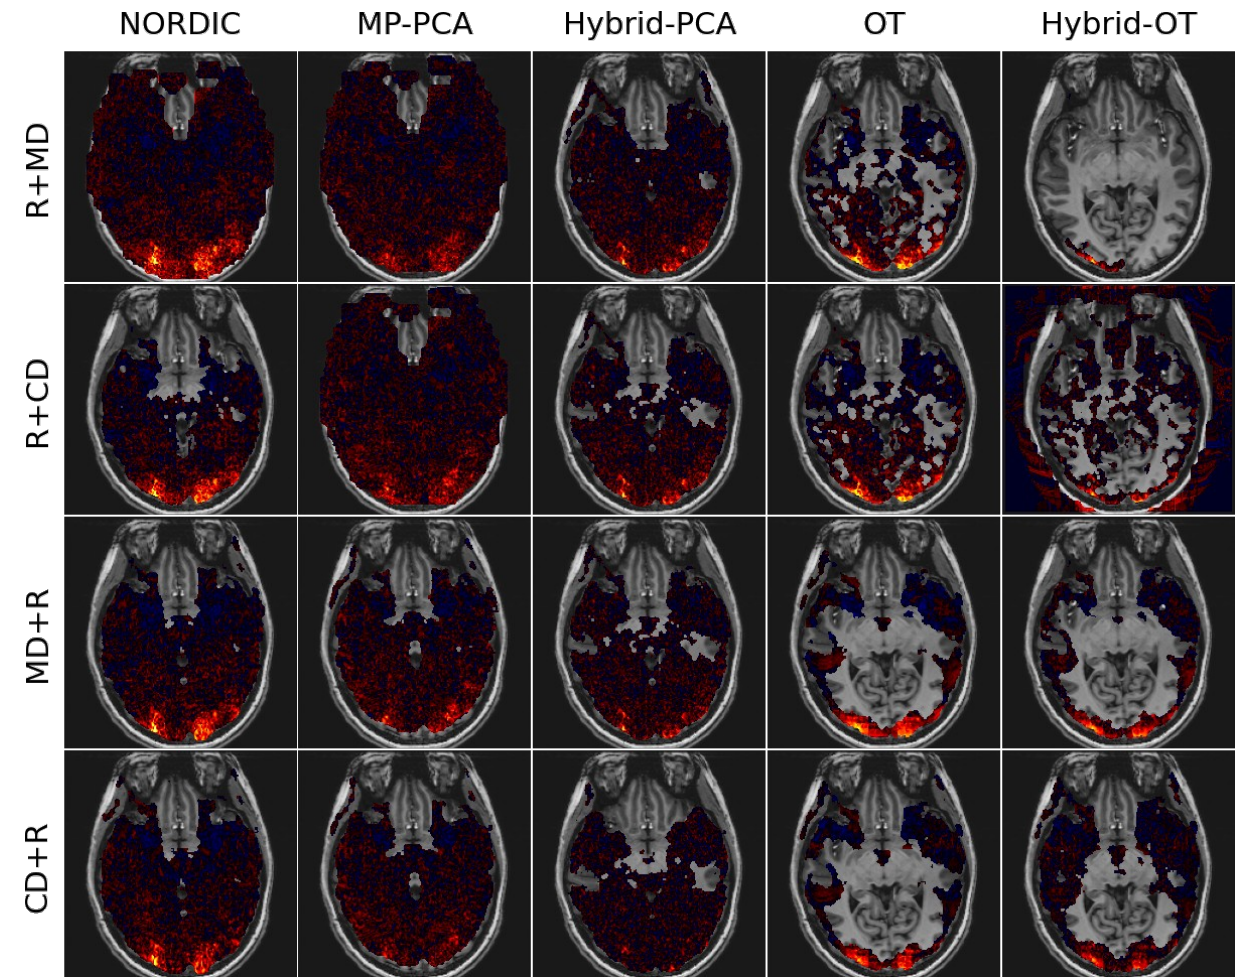 NORDIC MP-PCA Hybrid-PCA OT Hybrid-OT
R+MD
R+CD
MD+R
CD+R